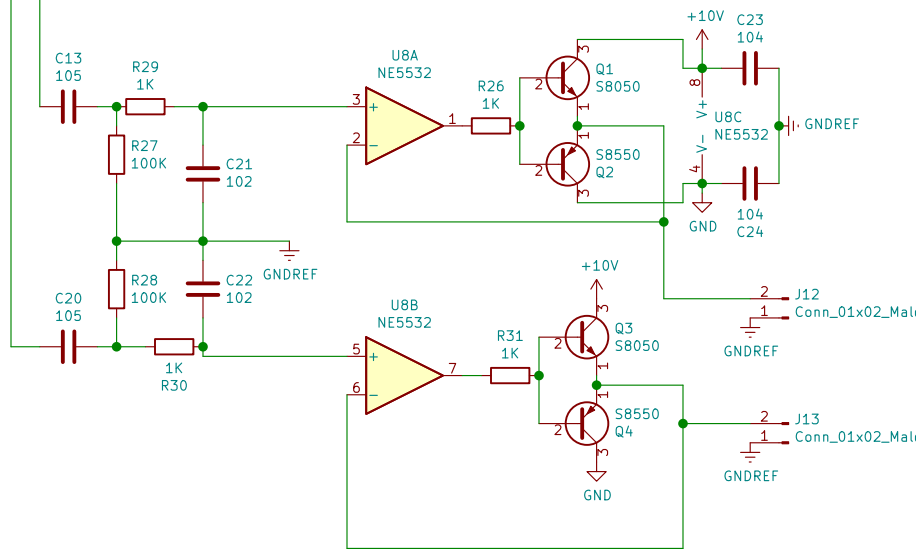 +10V
C23
104
C13
105
R29
1K
U8A
NE5532
3
Q1
S8050
R26
1K
2
1
8
V+
U8C
NE5532
GNDREF
3
+
1
2
−
1
R27
100K
C21
102
S8550
Q2
2
3
V-
4
104
C24
GND
GNDREF
R28
100K
C22
102
+10V
C20
105
U8B
NE5532
3
Q3
S8050
2
J12
1
Conn_01x02_Mal
GNDREF
R31
1K
2
1
1K
R30
5
+
7
6
−
1
S8550
Q4
2
3
GND
2
J13
1
Conn_01x02_Mal
GNDREF